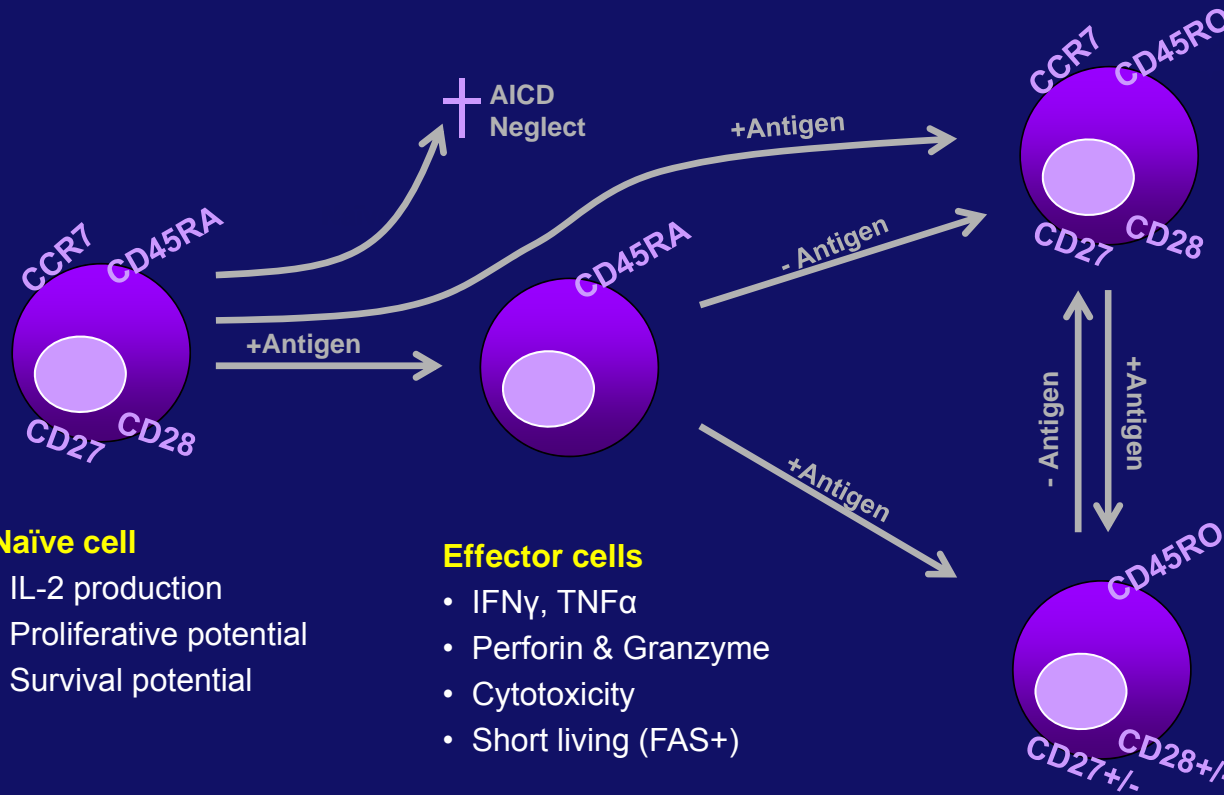 AICD
Neglect
+Antigen
CCR7
CD45RO
CD27
CD28
CCR7
CD45RA
CD27
CD28
+Antigen
CD45RA
- Antigen
+Antigen
- Antigen
+Antigen
CD45RO
CD27+/-
CD28+/-
Naïve cell
IL-2 production
Proliferative potential
Survival potential
Effector cells
• IFNγ, TNFα
• Perforin & Granzyme
• Cytotoxicity
• Short living (FAS+)